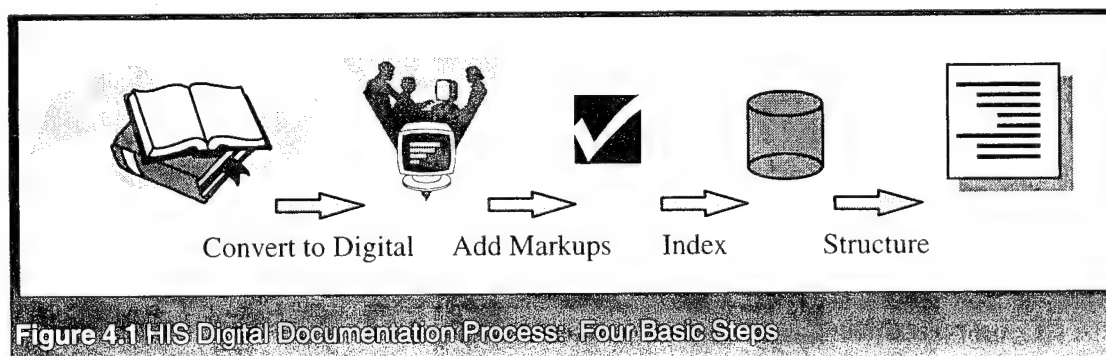 Convert to Digital Add Markups Index Structure
Figure 4.1 HIS Digital Documentation Process: Four Basic Steps